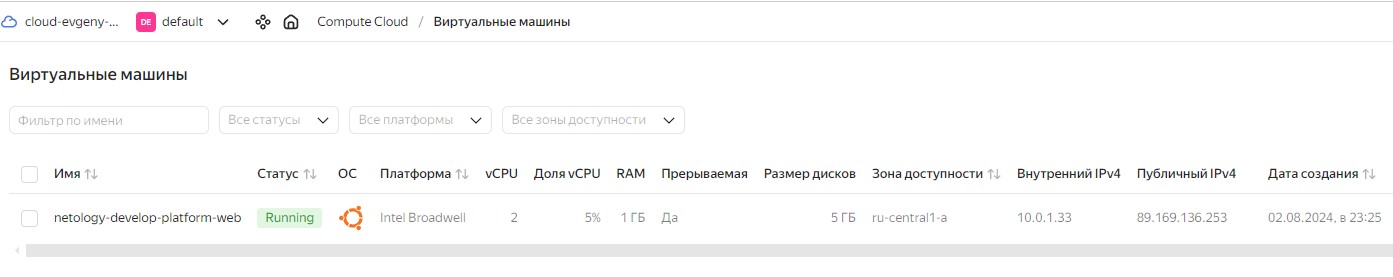 cloud-evgeny-... DE default Compute Cloud / Виртуальные машины
Виртуальные машины
Фильтр по имени Все статусы Все платформы Все зоны доступности
Имя Статус ОС Платформа vCPU Доля vCPU RAM Прерываемая Размер дисков Зона доступности Внутренний IPv4 Публичный IPv4 Дата создания
netology-develop-platform-web Running Intel Broadwell 2 5% 1 ГБ Да 5 ГБ ru-central1-a 10.0.1.33 89.169.136.253 02.08.2024, в 23:25